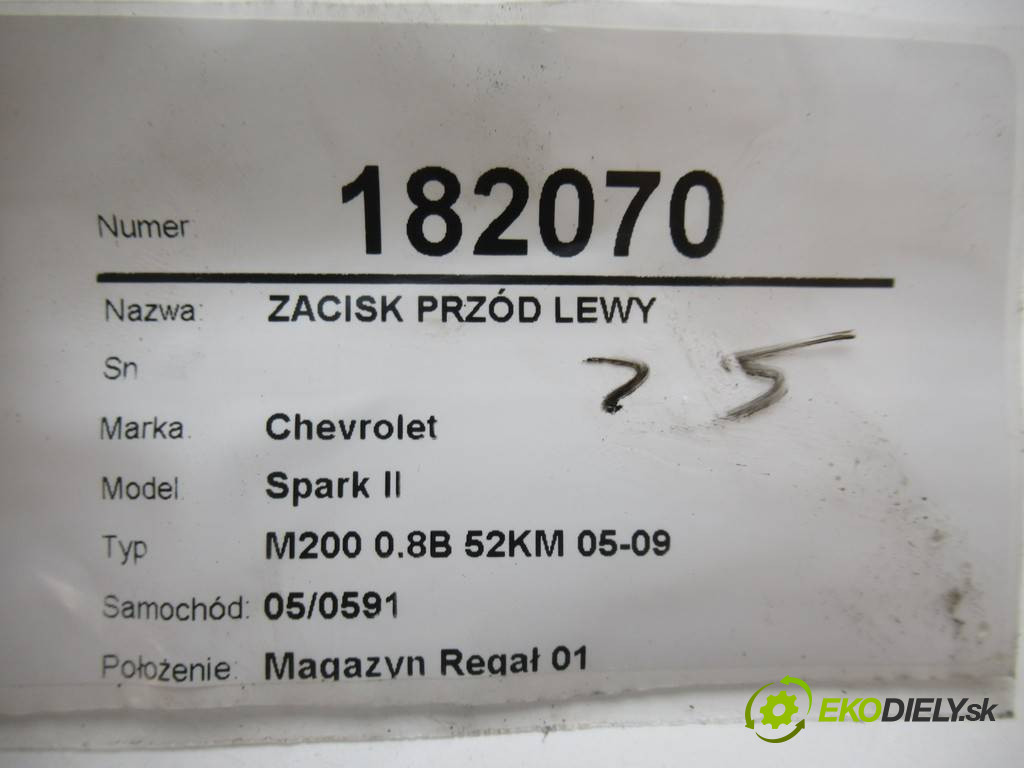 Numer: 182070
Nazwa: ZACISK PRZÓD LEWY
Sn
25
Marka: Chevrolet
Model: Spark II
Typ M200 0.8B 52KM 05-09
Samochód: 05/0591
Położenie: Magazyn Regał 01
EKODIELY.sk